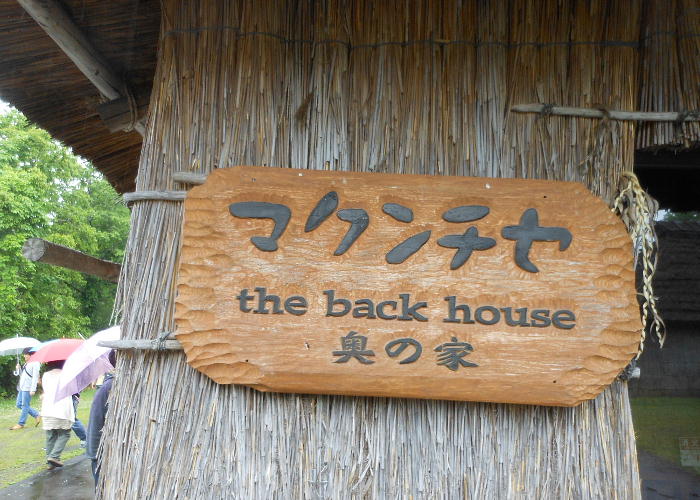 マクンチセ
the back house
奥の家